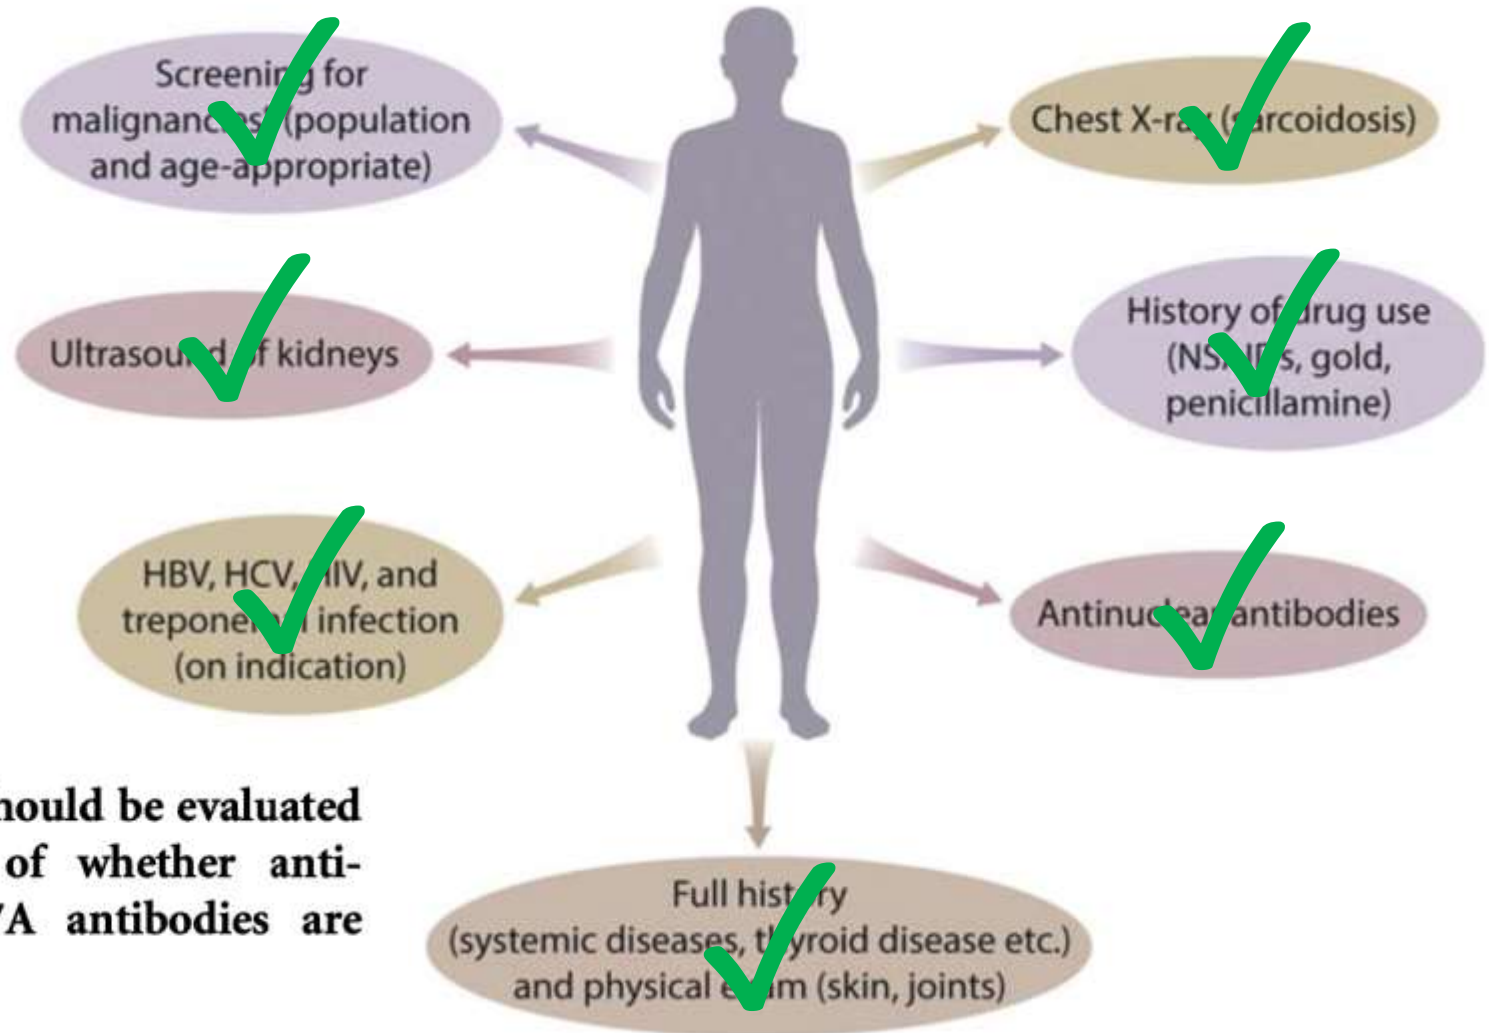 Screening for
malignancies* (population
and age-appropriate)
Chest X-ray (sarcoidosis)
Ultrasound of kidneys
History of drug use
(NSAIDs, gold,
penicillamine)
HBV, HCV, HIV, and
treponemal infection
(on indication)
Antinuclear antibodies
hould be evaluated
of whether anti-
/A antibodies are
Full history
(systemic diseases, thyroid disease etc.)
and physical exam (skin, joints)